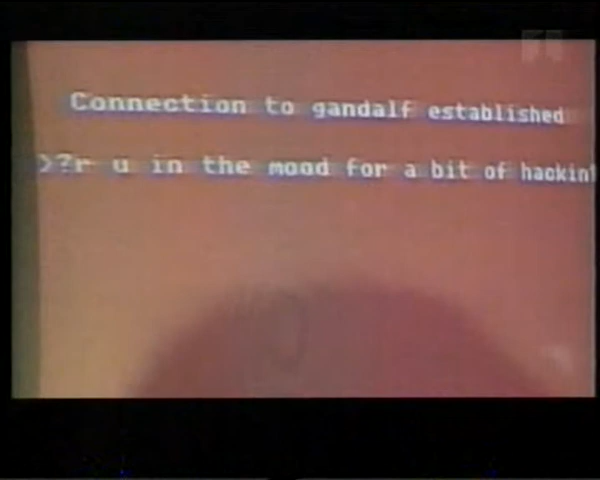 Connection to gandalf established
>?r u in the mood for a bit of hackin'